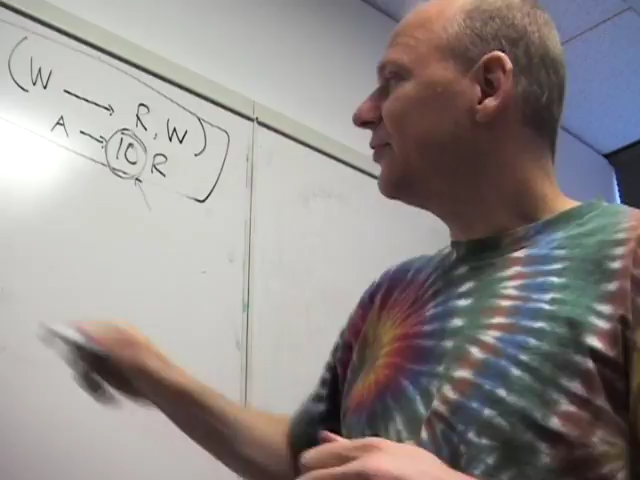 (W → R, W)
A → 10 R